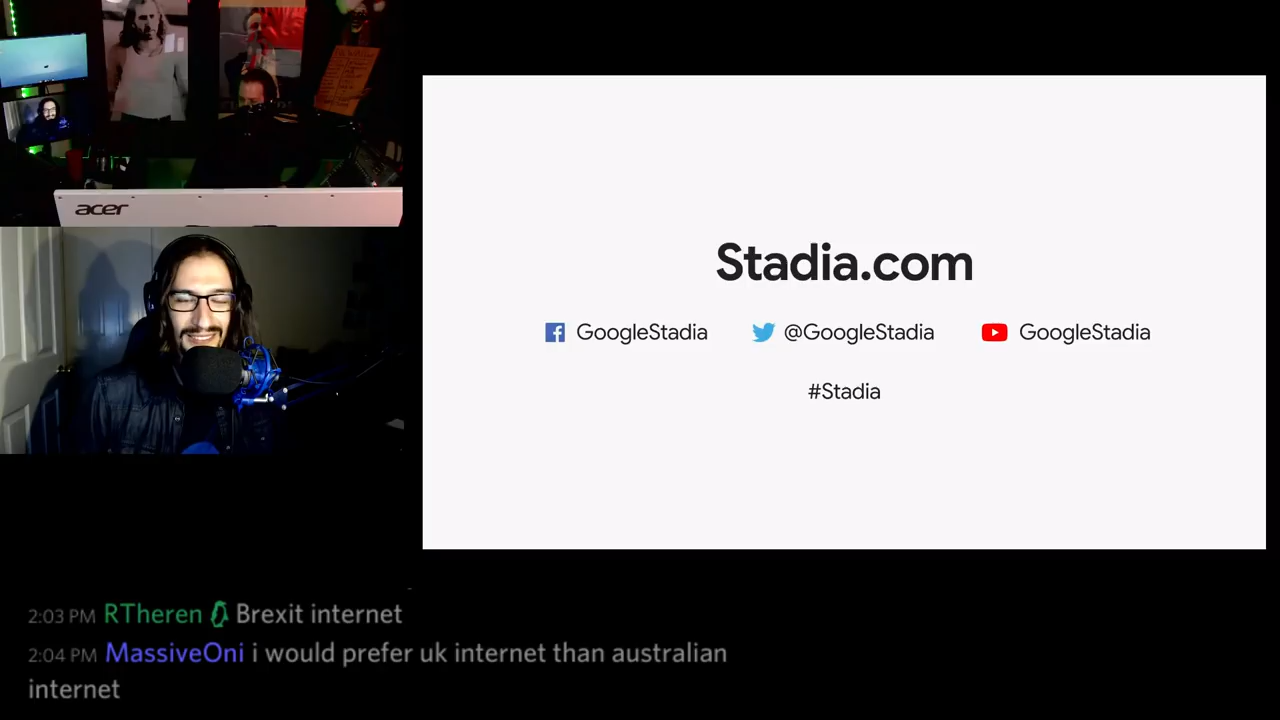 acer
Stadia.com
GoogleStadia
@GoogleStadia
GoogleStadia
#Stadia
2:03 PM RTheren Brexit internet
2:04 PM MassiveOni i would prefer uk internet than australian
internet